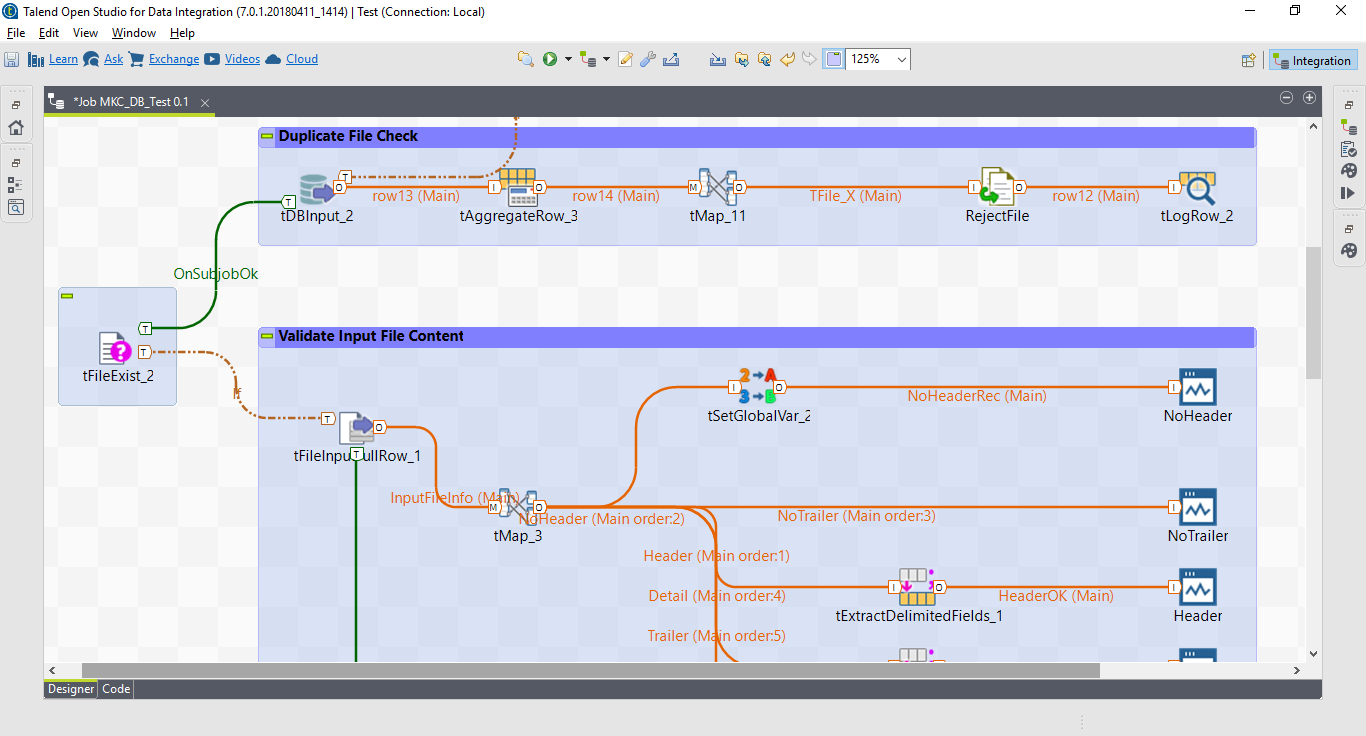 Talend Open Studio for Data Integration (7.0.1.20180411_1414) | Test (Connection: Local)
File Edit View Window Help
Learn Ask Exchange Videos Cloud 125% Integration
*Job MKC_DB_Test 0.1
Duplicate File Check
T
I O I O M O I O I
row13 (Main) row14 (Main) TFile_X (Main) row12 (Main)
T
tDBInput_2 tAggregateRow_3 tMap_11 RejectFile tLogRow_2
OnSubjobOk
T
T
tFileExist_2
If
Validate Input File Content
2 A
3 B
I O NoHeaderRec (Main) I
tSetGlobalVar_2 NoHeader
T O
tFileInputFullRow_1
T
InputFileInfo (Main)
M O I
NoHeader (Main order:2) NoTrailer (Main order:3)
tMap_3 NoTrailer
Header (Main order:1)
I O I
Detail (Main order:4) HeaderOK (Main)
tExtractDelimitedFields_1 Header
Trailer (Main order:5)
Designer Code